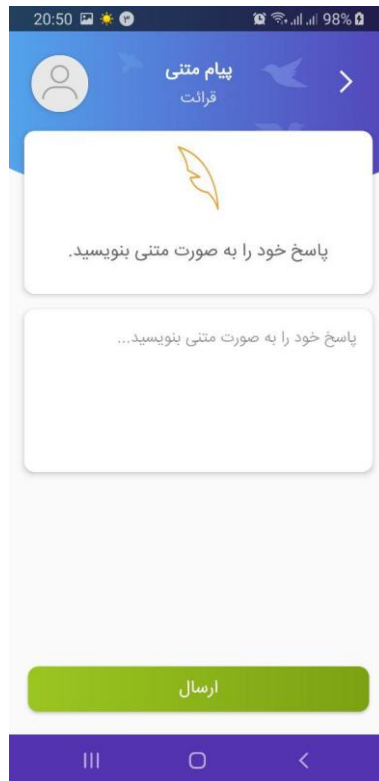 20:50 ۳ 98%
پیام متنی
قرائت
پاسخ خود را به صورت متنی بنویسید.
پاسخ خود را به صورت متنی بنویسید...
ارسال